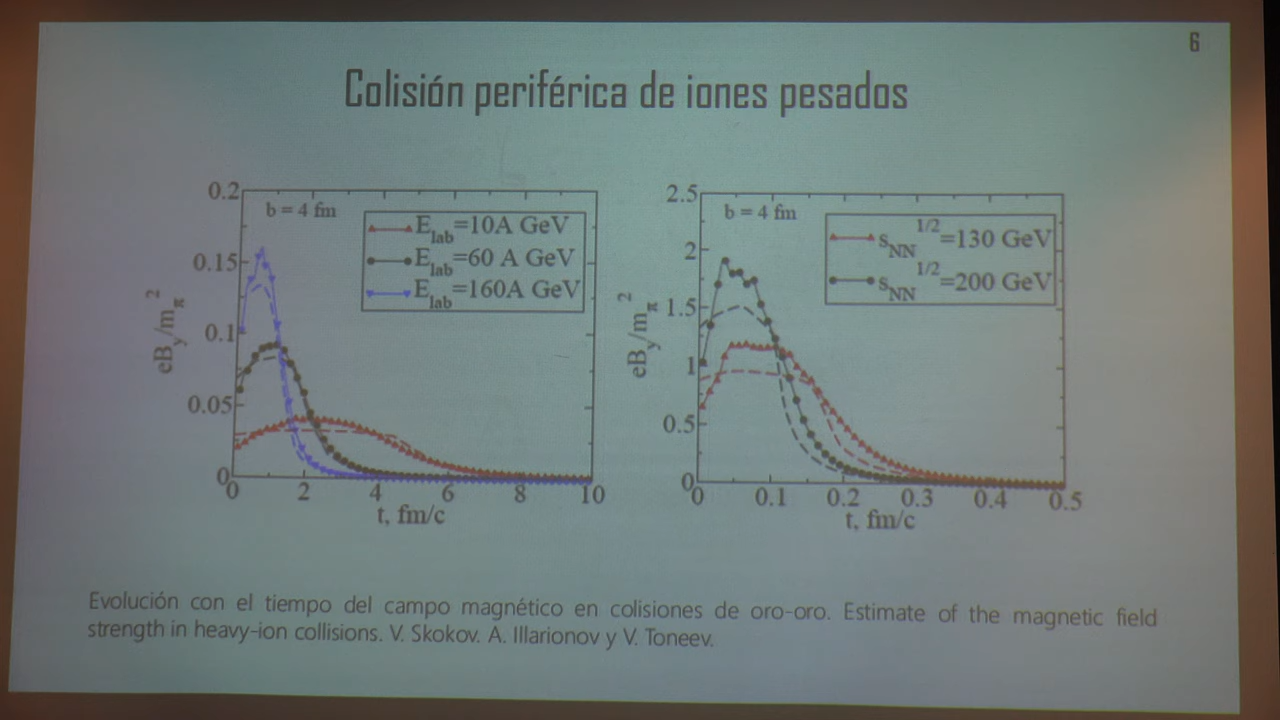 6
Colisión periférica de iones pesados
0.2
0.15
0.1
0.05
0
eB_y/m_π^2
b = 4 fm
E_lab=10A GeV
E_lab=60 A GeV
E_lab=160A GeV
0 2 4 6 8 10
t, fm/c
2.5
2
1.5
1
0.5
0
eB_y/m_π^2
b = 4 fm
s_NN^1/2=130 GeV
s_NN^1/2=200 GeV
0 0.1 0.2 0.3 0.4 0.5
t, fm/c
Evolución con el tiempo del campo magnético en colisiones de oro-oro. Estimate of the magnetic field
strength in heavy-ion collisions. V. Skokov. A. Illarionov y V. Toneev.